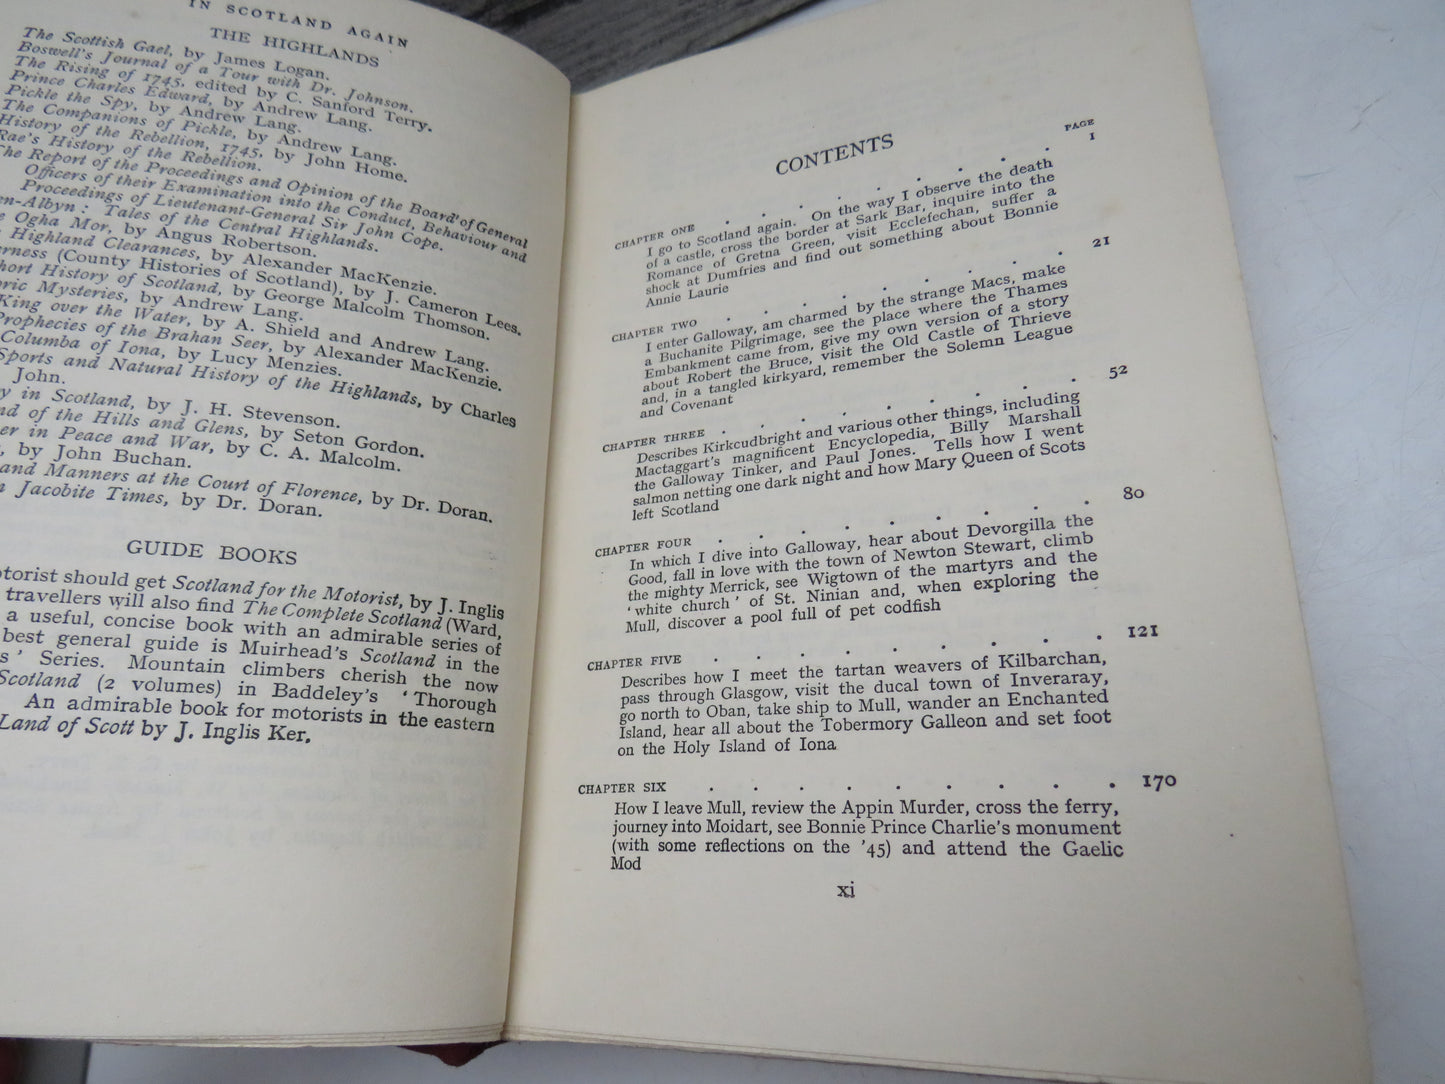 IN SCOTLAND AGAIN
THE HIGHLANDS
The Scottish Gael, by James Logan.
Boswell's Journal of a Tour with Dr. Johnson.
The Rising of 1745, edited by C. Sanford Terry.
Prince Charles Edward, by Andrew Lang.
Pickle the Spy, by Andrew Lang.
The Companions of Pickle, by Andrew Lang.
History of the Rebellion, 1745, by John Home.
Rae's History of the Rebellion.
The Report of the Proceedings and Opinion of the Board of General
Officers of their Examination into the Conduct, Behaviour and
Proceedings of Lieutenant-General Sir John Cope.
en-Albyn: Tales of the Central Highlands.
Ogha Mor, by Angus Robertson.
Highland Clearances, by Alexander MacKenzie.
erness (County Histories of Scotland), by J. Cameron Lees.
hort History of Scotland, by George Malcolm Thomson.
oric Mysteries, by Andrew Lang.
King over the Water, by A. Shield and Andrew Lang.
Prophecies of the Brahan Seer, by Alexander MacKenzie.
Columba of Iona, by Lucy Menzies.
Sports and Natural History of the Highlands, by Charles
John.
y in Scotland, by J. H. Stevenson.
nd of the Hills and Glens, by Seton Gordon.
er in Peace and War, by C. A. Malcolm.
, by John Buchan.
and Manners at the Court of Florence, by Dr. Doran.
n Jacobite Times, by Dr. Doran.
GUIDE BOOKS
otorist should get Scotland for the Motorist, by J. Inglis
travellers will also find The Complete Scotland (Ward,
a useful, concise book with an admirable series of
best general guide is Muirhead's Scotland in the
s' Series. Mountain climbers cherish the now
Scotland (2 volumes) in Baddeley's 'Thorough
An admirable book for motorists in the eastern
Land of Scott by J. Inglis Ker.
CONTENTS
PAGE
CHAPTER ONE . . . . . . . . 1
I go to Scotland again. On the way I observe the death
of a castle, cross the border at Sark Bar, inquire into the
Romance of Gretna Green, visit Ecclefechan, suffer a
shock at Dumfries and find out something about Bonnie
Annie Laurie
CHAPTER TWO . . . . . . . . 21
I enter Galloway, am charmed by the strange Macs, make
a Buchanite Pilgrimage, see the place where the Thames
Embankment came from, give my own version of a story
about Robert the Bruce, visit the Old Castle of Thrieve
and, in a tangled kirkyard, remember the Solemn League
and Covenant
CHAPTER THREE . . . . . . . 52
Describes Kirkcudbright and various other things, including
Mactaggart's magnificent Encyclopedia, Billy Marshall
the Galloway Tinker, and Paul Jones. Tells how I went
salmon netting one dark night and how Mary Queen of Scots
left Scotland
CHAPTER FOUR . . . . . . . . 80
In which I dive into Galloway, hear about Devorgilla the
Good, fall in love with the town of Newton Stewart, climb
the mighty Merrick, see Wigtown of the martyrs and the
'white church' of St. Ninian and, when exploring the
Mull, discover a pool full of pet codfish
CHAPTER FIVE . . . . . . . . . 121
Describes how I meet the tartan weavers of Kilbarchan,
pass through Glasgow, visit the ducal town of Inveraray,
go north to Oban, take ship to Mull, wander an Enchanted
Island, hear all about the Tobermory Galleon and set foot
on the Holy Island of Iona
CHAPTER SIX . . . . . . . . . . 170
How I leave Mull, review the Appin Murder, cross the ferry,
journey into Moidart, see Bonnie Prince Charlie's monument
(with some reflections on the '45) and attend the Gaelic
Mod
xi